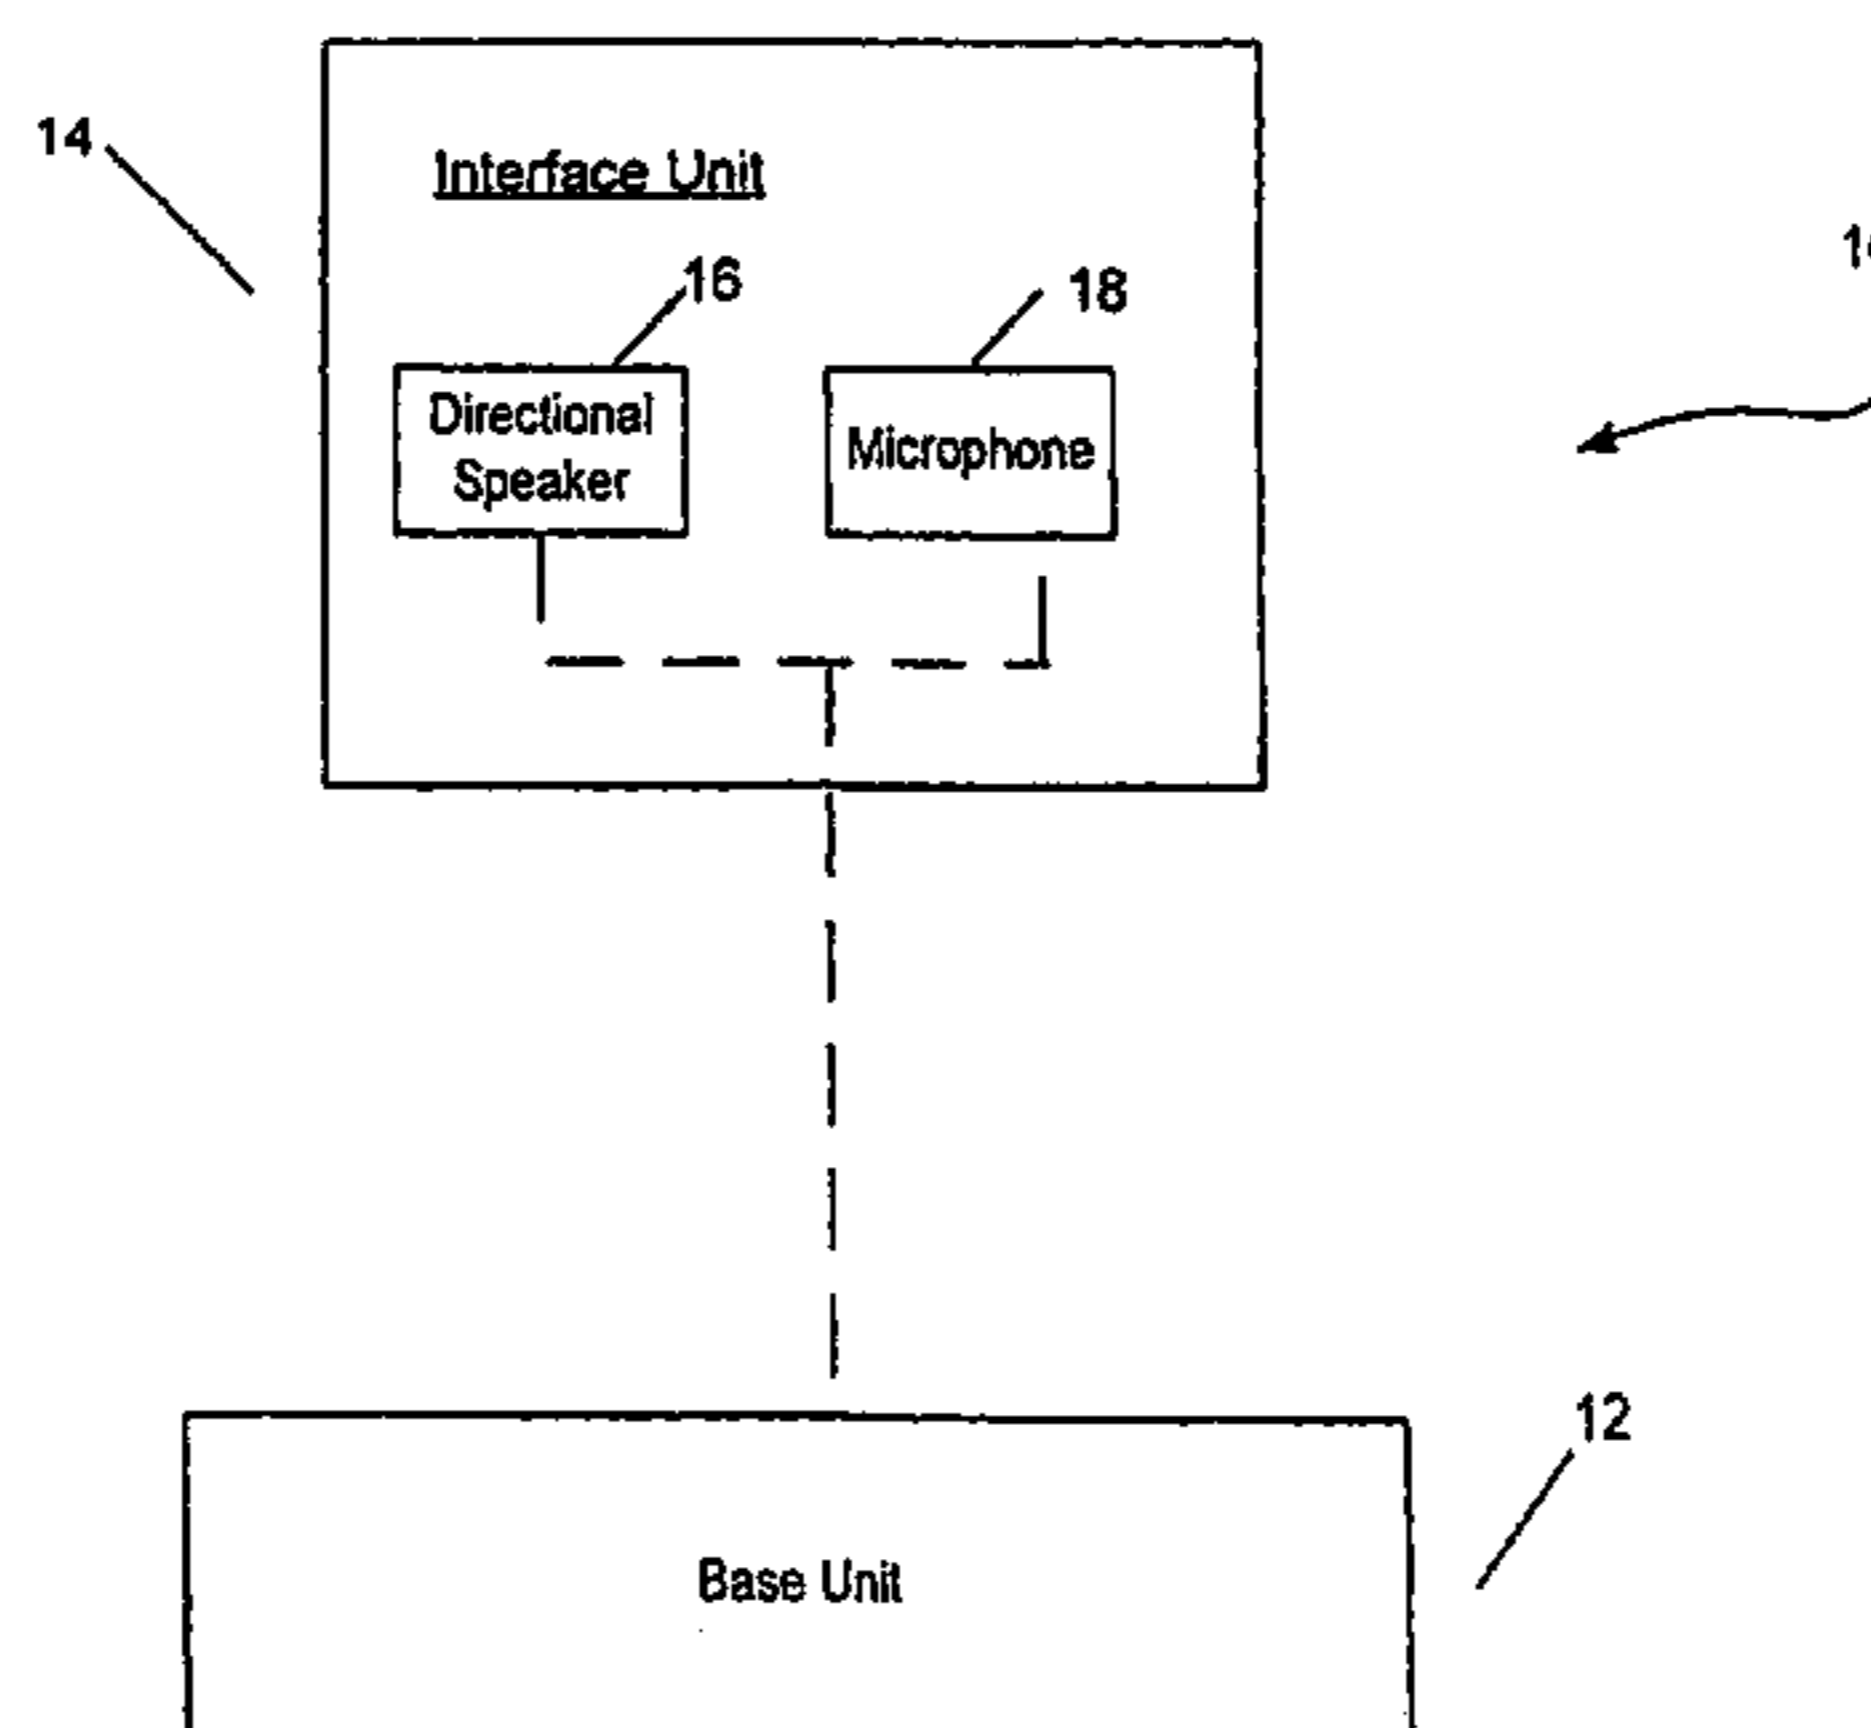 14
Interface Unit
16
18
Directional
Speaker
Microphone
12
Base Unit